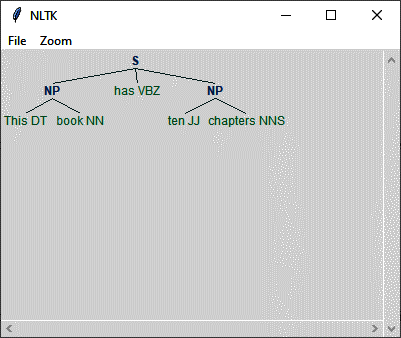 NLTK
File Zoom
S
NP has VBZ NP
This DT book NN ten JJ chapters NNS